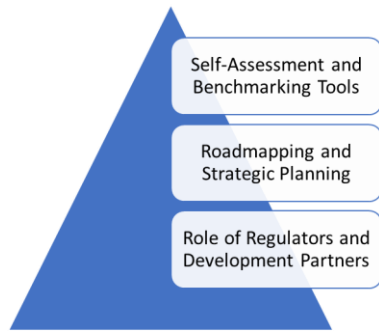 Self-Assessment and
Benchmarking Tools
Roadmapping and
Strategic Planning
Role of Regulators and
Development Partners